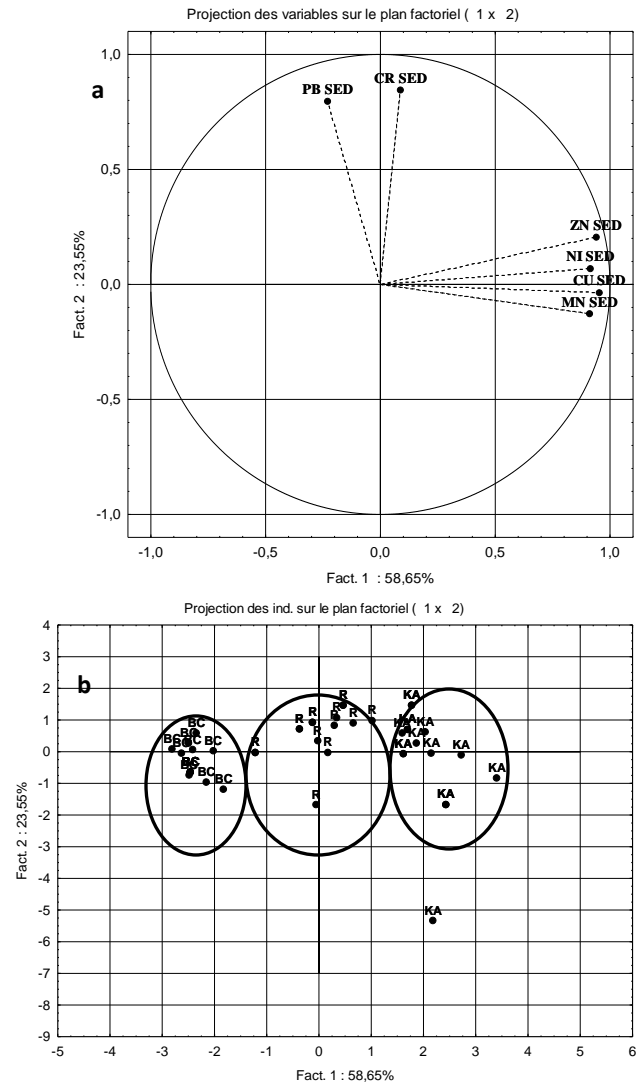 Projection des variables sur le plan factoriel ( 1 x 2)
a
1,0
0,5
0,0
-0,5
-1,0
PB SED
CR SED
ZN SED
NI SED
CU SED
MN SED
Fact. 2 : 23,55%
-1,0 -0,5 0,0 0,5 1,0
Fact. 1 : 58,65%
Projection des ind. sur le plan factoriel ( 1 x 2)
b
4
3
2
1
0
-1
-2
-3
-4
-5
-6
-7
-8
-9
Fact. 2 : 23,55%
BC
BC
BC
BC
BC
BC
BC
BC
BC
R
R
R
R
R
R
R
R
R
R
R
KA
KA
KA
KA
KA
KA
KA
KA
KA
KA
KA
-5 -4 -3 -2 -1 0 1 2 3 4 5 6
Fact. 1: 58,65%